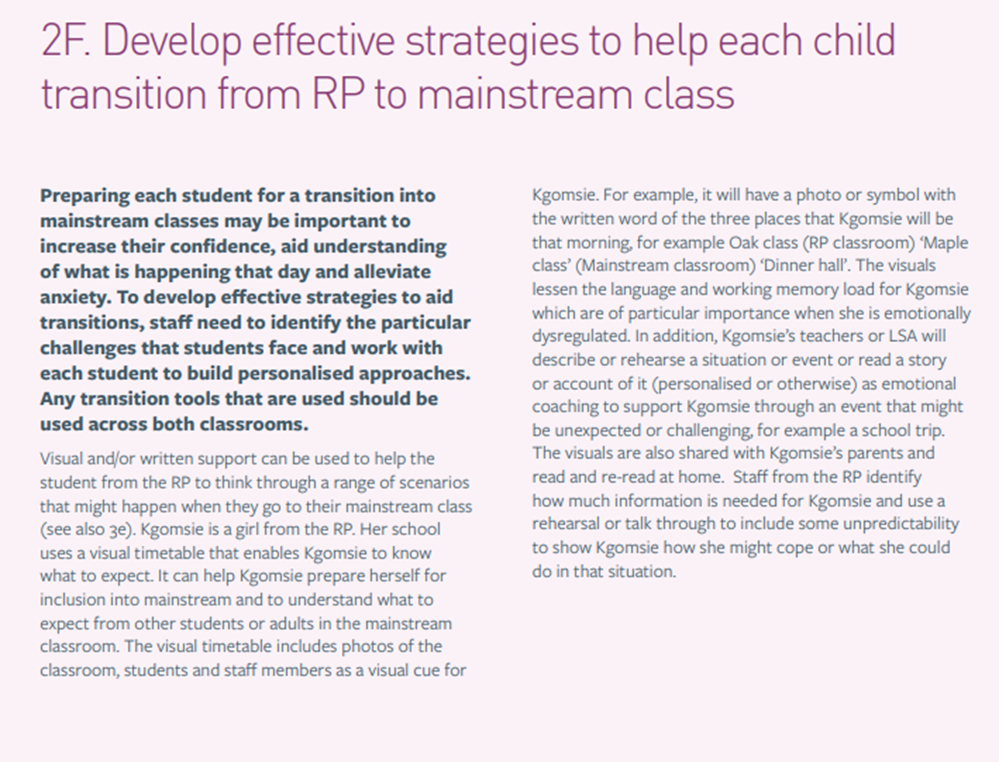 2F. Develop effective strategies to help each child
transition from RP to mainstream class
Preparing each student for a transition into
mainstream classes may be important to
increase their confidence, aid understanding
of what is happening that day and alleviate
anxiety. To develop effective strategies to aid
transitions, staff need to identify the particular
challenges that students face and work with
each student to build personalised approaches.
Any transition tools that are used should be
used across both classrooms.
Visual and/or written support can be used to help the
student from the RP to think through a range of scenarios
that might happen when they go to their mainstream class
(see also 3e). Kgomsie is a girl from the RP. Her school
uses a visual timetable that enables Kgomsie to know
what to expect. It can help Kgomsie prepare herself for
inclusion into mainstream and to understand what to
expect from other students or adults in the mainstream
classroom. The visual timetable includes photos of the
classroom, students and staff members as a visual cue for
Kgomsie. For example, it will have a photo or symbol with
the written word of the three places that Kgomsie will be
that morning, for example Oak class (RP classroom) ‘Maple
class’ (Mainstream classroom) ‘Dinner hall’. The visuals
lessen the language and working memory load for Kgomsie
which are of particular importance when she is emotionally
dysregulated. In addition, Kgomsie’s teachers or LSA will
describe or rehearse a situation or event or read a story
or account of it (personalised or otherwise) as emotional
coaching to support Kgomsie through an event that might
be unexpected or challenging, for example a school trip.
The visuals are also shared with Kgomsie’s parents and
read and re-read at home.  Staff from the RP identify
how much information is needed for Kgomsie and use a
rehearsal or talk through to include some unpredictability
to show Kgomsie how she might cope or what she could
do in that situation.